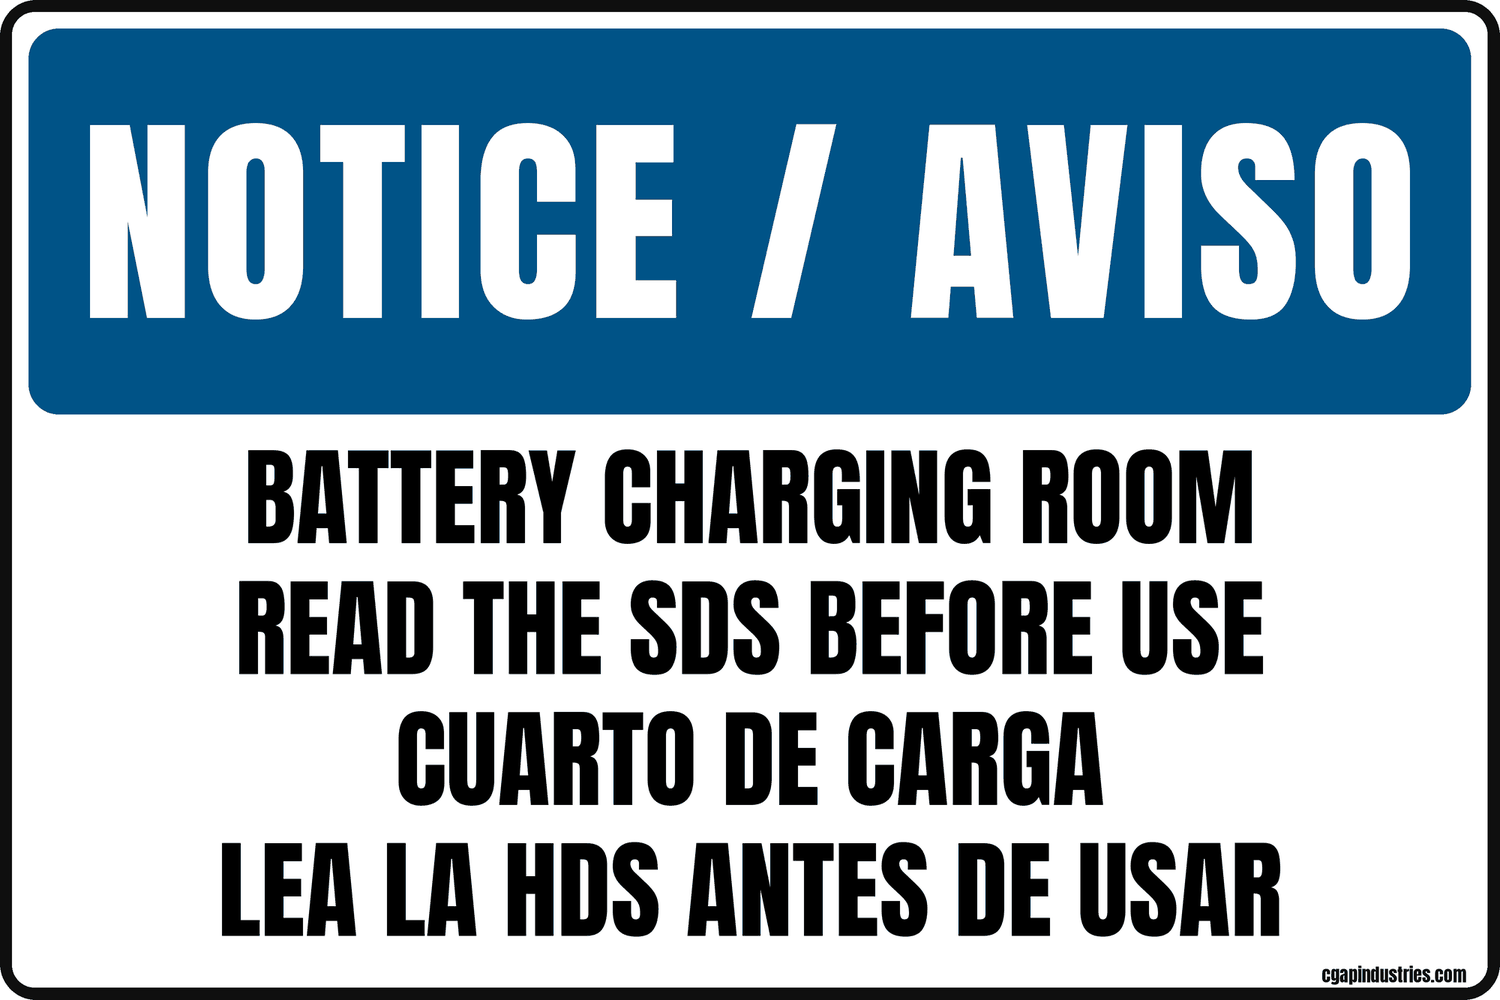 NOTICE / AVISO
BATTERY CHARGING ROOM
READ THE SDS BEFORE USE
CUARTO DE CARGA
LEA LA HDS ANTES DE USAR
cgapindustries.com